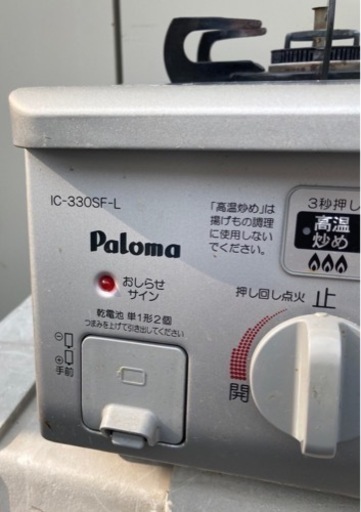 IC-330SF-L
Paloma
おしらせ
サイン
乾電池 単1形2個
つまみを上げて引き出してください
手前
「高温炒め」は
揚げもの調理
に使用しない
でください。
3秒押し
高温
炒め
押し回し点火
止
開